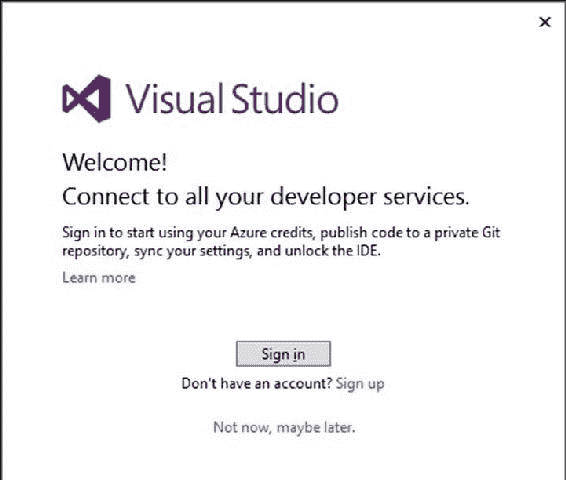 Visual Studio
Welcome!
Connect to all your developer services.
Sign in to start using your Azure credits, publish code to a private Git
repository, sync your settings, and unlock the IDE.
Learn more
Sign in
Don't have an account? Sign up
Not now, maybe later.